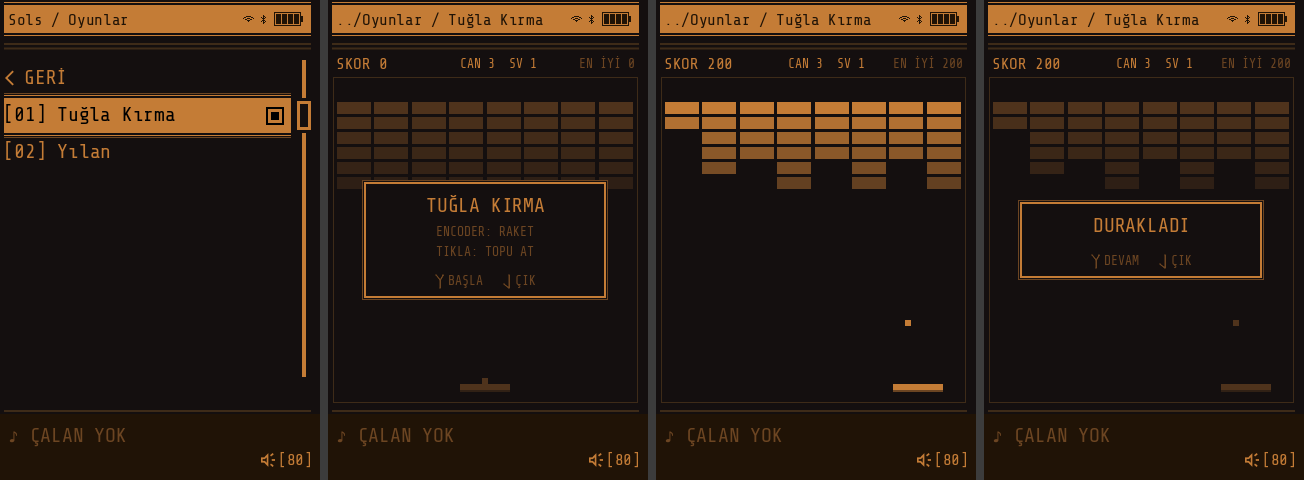 Sols / Oyunlar
< GERİ
[01] Tuğla Kırma
[02] Yılan
♪ ÇALAN YOK
[80]
../Oyunlar / Tuğla Kırma
SKOR 0 CAN 3 SV 1 EN İYİ 0
TUĞLA KIRMA
ENCODER: RAKET
TIKLA: TOPU AT
BAŞLA ÇIK
♪ ÇALAN YOK
[80]
../Oyunlar / Tuğla Kırma
SKOR 200 CAN 3 SV 1 EN İYİ 200
♪ ÇALAN YOK
[80]
../Oyunlar / Tuğla Kırma
SKOR 200 CAN 3 SV 1 EN İYİ 200
DURAKLADI
DEVAM ÇIK
♪ ÇALAN YOK
[80]